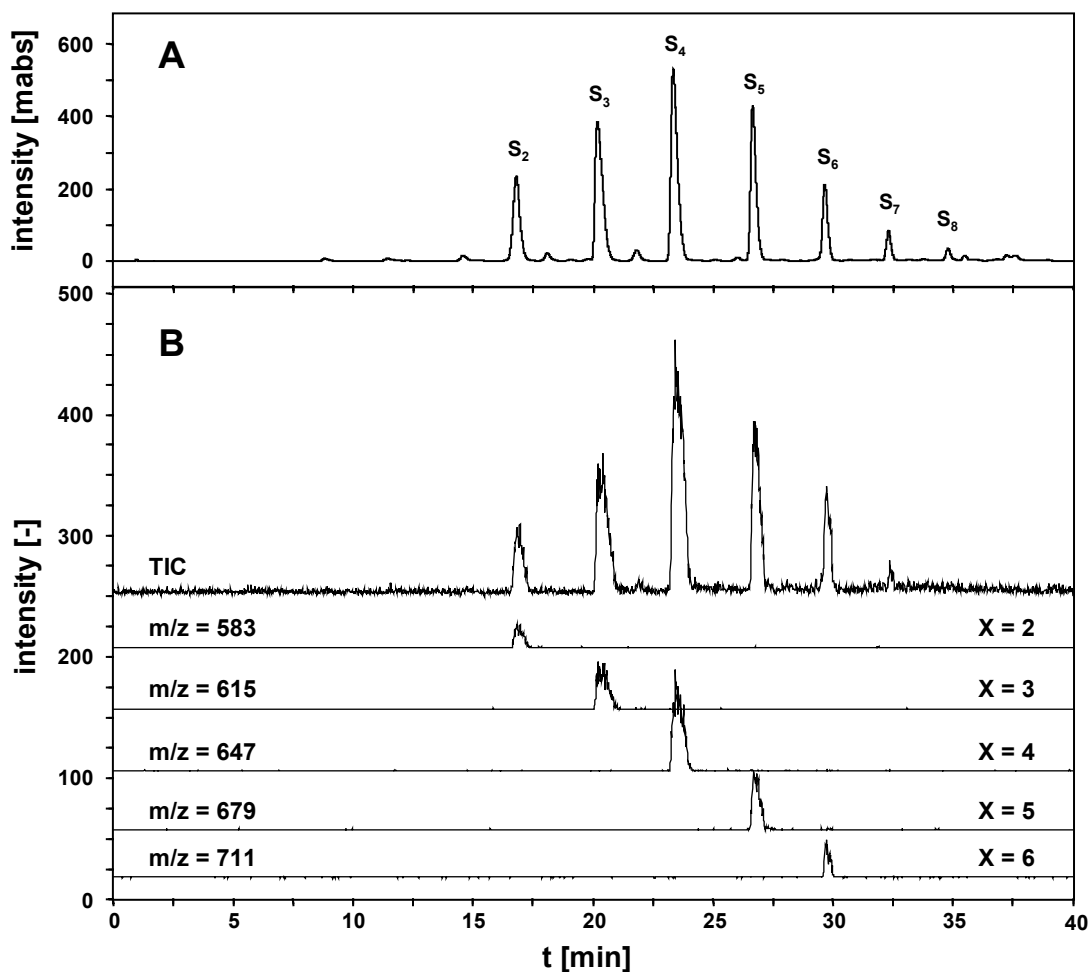 A
intensity [mabs]
600
400
200
0
S₂
S₃
S₄
S₅
S₆
S₇
S₈
B
intensity [-]
500
400
300
200
100
0
TIC
m/z = 583 X = 2
m/z = 615 X = 3
m/z = 647 X = 4
m/z = 679 X = 5
m/z = 711 X = 6
0 5 10 15 20 25 30 35 40
t [min]